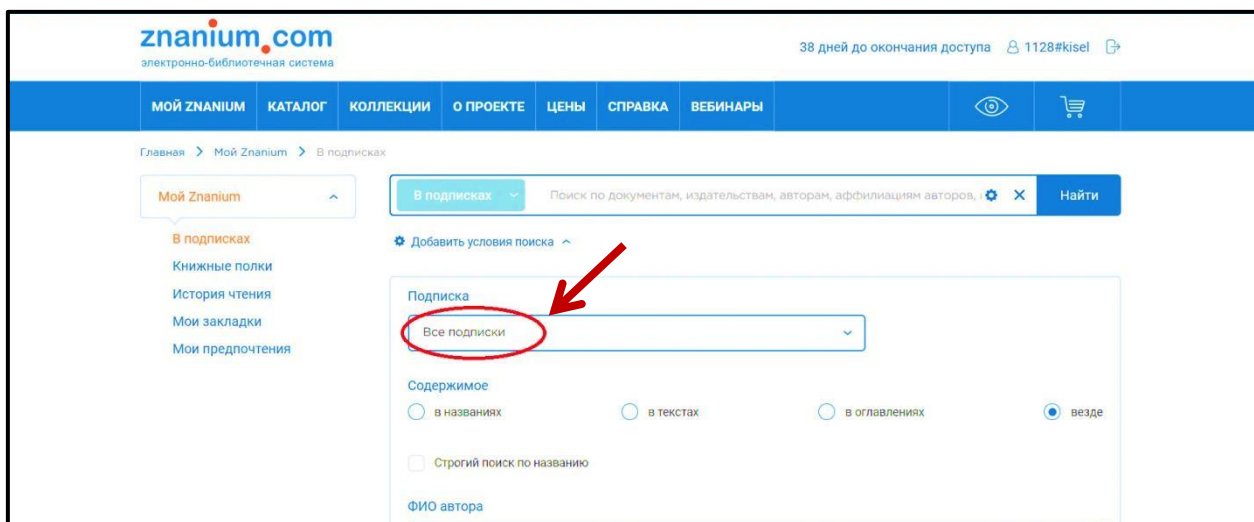 znanium.com
электронно-библиотечная система
38 дней до окончания доступа 1128#kisel
МОЙ ZNANIUM КАТАЛОГ КОЛЛЕКЦИИ О ПРОЕКТЕ ЦЕНЫ СПРАВКА ВЕБИНАРЫ
Главная > Мой Znanium > В подписках
Мой Znanium
В подписках
Книжные полки
История чтения
Мои закладки
Мои предпочтения
В подписках Поиск по документам, издательствам, авторам, аффилиациям авторов, Найти
Добавить условия поиска
Подписка
Все подписки
Содержимое
в названиях в текстах в оглавлениях везде
Строгий поиск по названию
ФИО автора